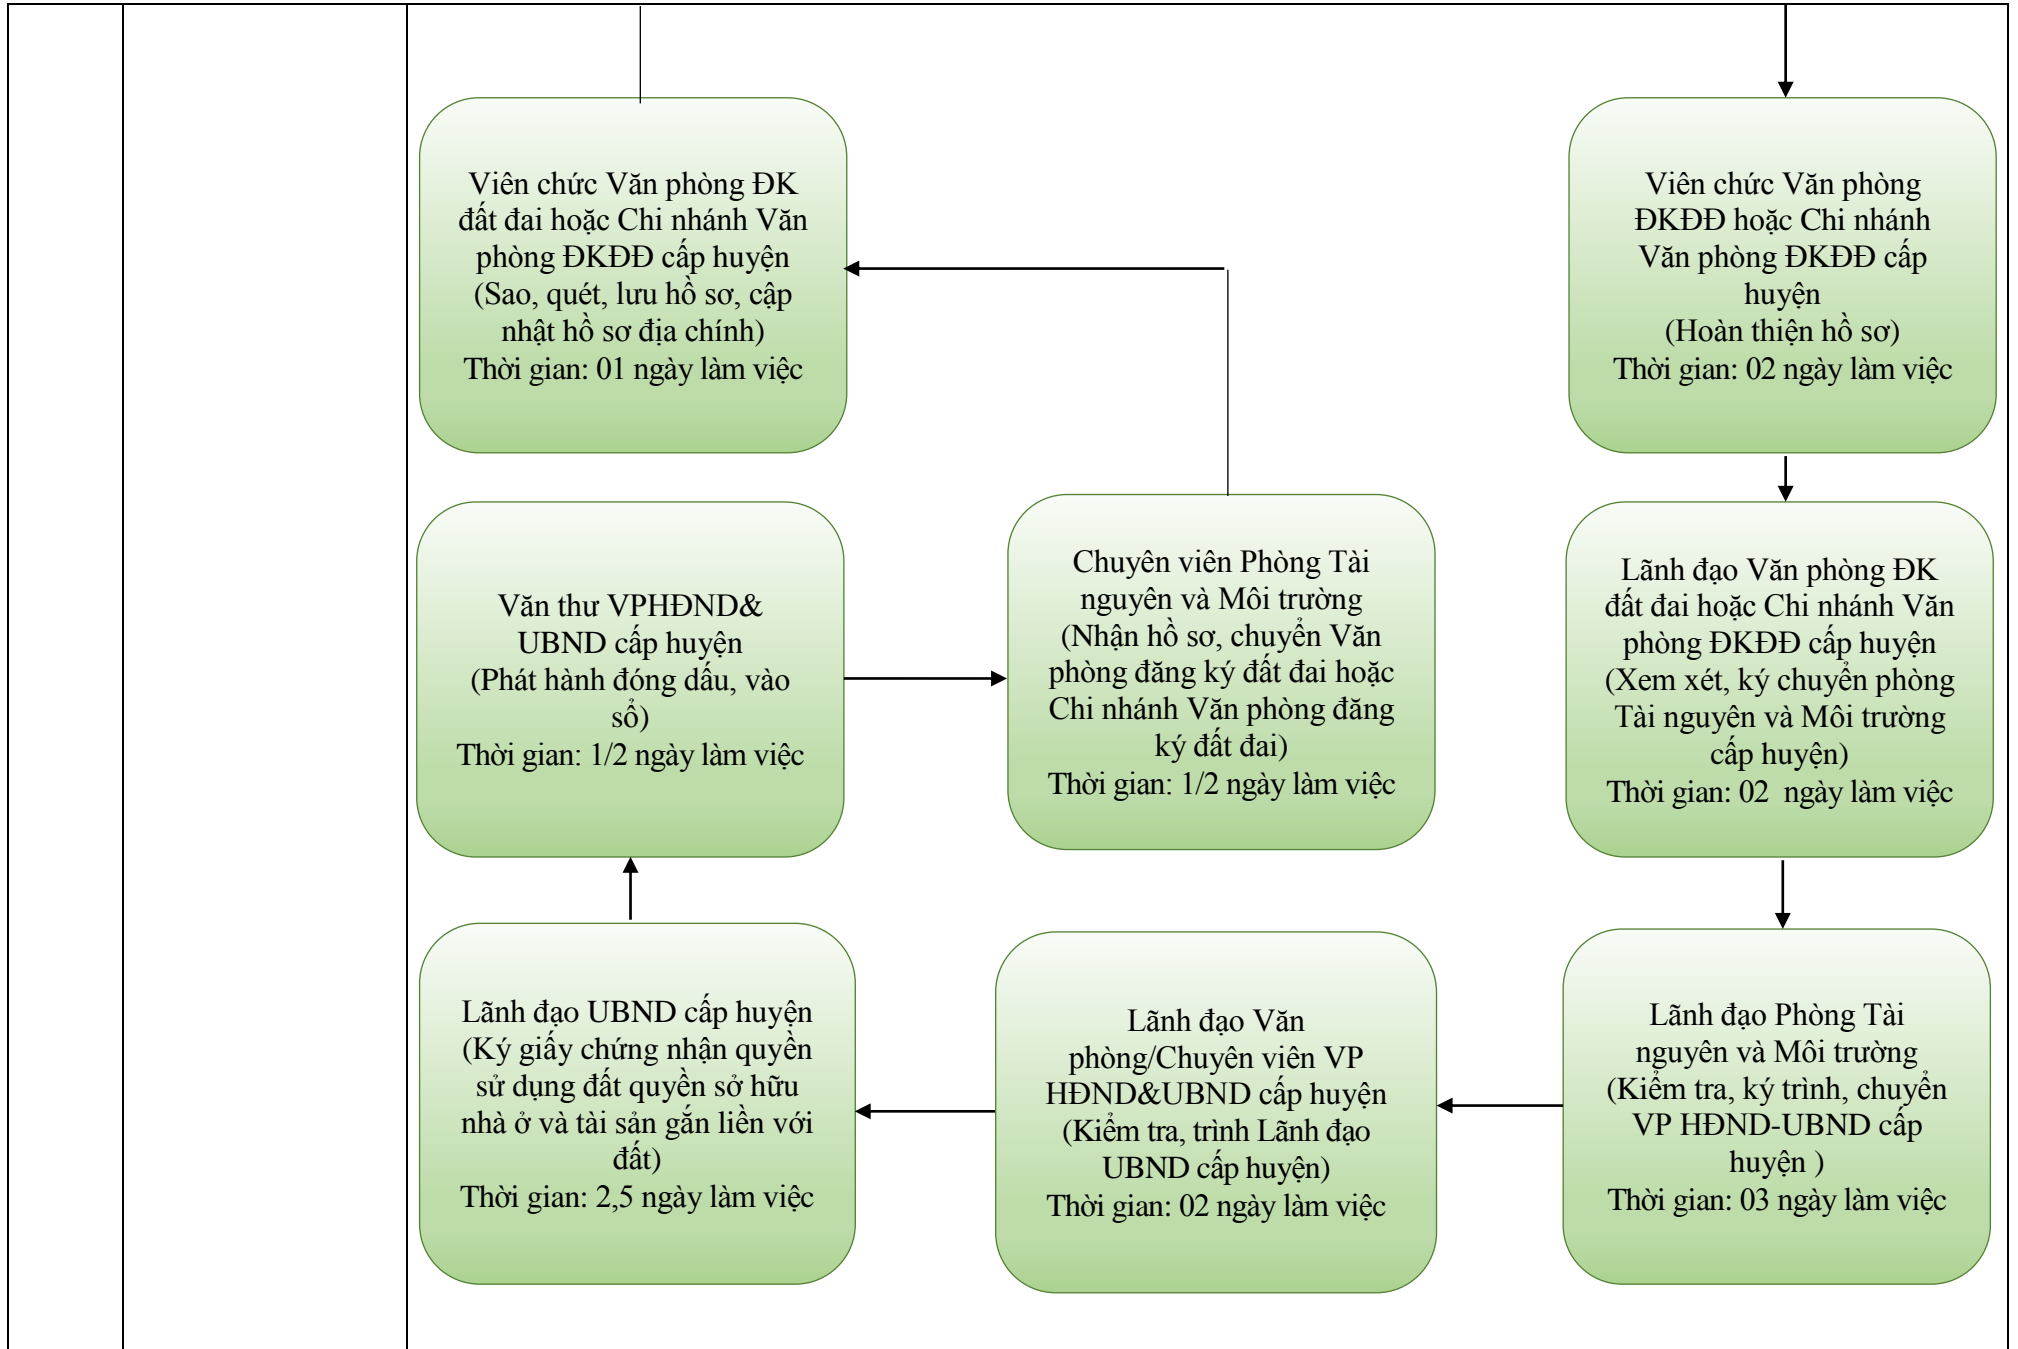 Viên chức Văn phòng ĐK
đất đai hoặc Chi nhánh Văn
phòng ĐKĐĐ cấp huyện
(Sao, quét, lưu hồ sơ, cập
nhật hồ sơ địa chính)
Thời gian: 01 ngày làm việc
Viên chức Văn phòng
ĐKĐĐ hoặc Chi nhánh
Văn phòng ĐKĐĐ cấp
huyện
(Hoàn thiện hồ sơ)
Thời gian: 02 ngày làm việc
Văn thư VPHĐND&
UBND cấp huyện
(Phát hành đóng dấu, vào
sổ)
Thời gian: 1/2 ngày làm việc
Chuyên viên Phòng Tài
nguyên và Môi trường
(Nhận hồ sơ, chuyển Văn
phòng đăng ký đất đai hoặc
Chi nhánh Văn phòng đăng
ký đất đai)
Thời gian: 1/2 ngày làm việc
Lãnh đạo Văn phòng ĐK
đất đai hoặc Chi nhánh Văn
phòng ĐKĐĐ cấp huyện
(Xem xét, ký chuyển phòng
Tài nguyên và Môi trường
cấp huyện)
Thời gian: 02  ngày làm việc
Lãnh đạo UBND cấp huyện
(Ký giấy chứng nhận quyền
sử dụng đất quyền sở hữu
nhà ở và tài sản gắn liền với
đất)
Thời gian: 2,5 ngày làm việc
Lãnh đạo Văn
phòng/Chuyên viên VP
HĐND&UBND cấp huyện
(Kiểm tra, trình Lãnh đạo
UBND cấp huyện)
Thời gian: 02 ngày làm việc
Lãnh đạo Phòng Tài
nguyên và Môi trường
(Kiểm tra, ký trình, chuyển
VP HĐND-UBND cấp
huyện )
Thời gian: 03 ngày làm việc